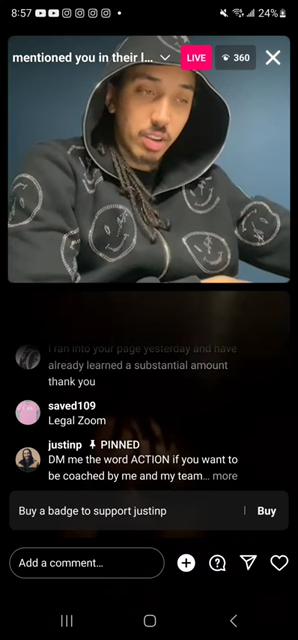 8:57
24%
mentioned you in their l...
LIVE
360
I ran into your page yesterday and have
already learned a substantial amount
thank you
saved109
Legal Zoom
justinp PINNED
DM me the word ACTION if you want to
be coached by me and my team... more
Buy a badge to support justinp
Buy
Add a comment...